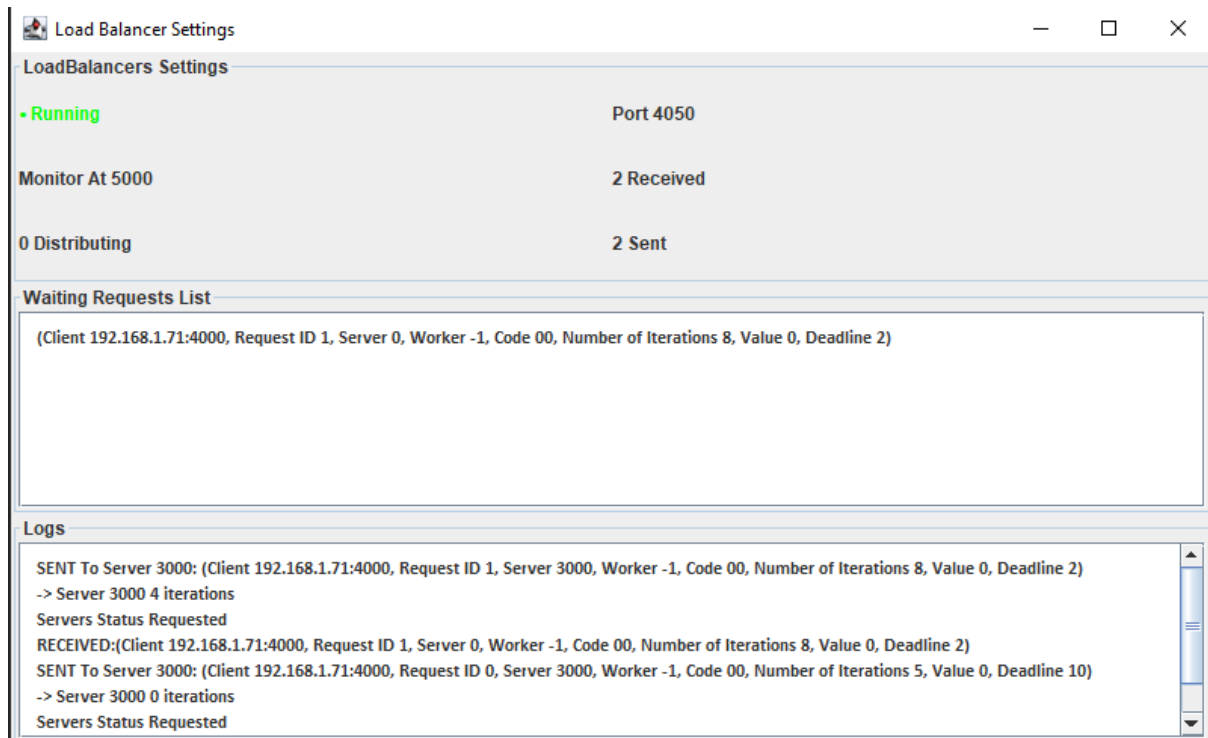 Load Balancer Settings
LoadBalancers Settings
• Running
Port 4050
Monitor At 5000
2 Received
0 Distributing
2 Sent
Waiting Requests List
(Client 192.168.1.71:4000, Request ID 1, Server 0, Worker -1, Code 00, Number of Iterations 8, Value 0, Deadline 2)
Logs
SENT To Server 3000: (Client 192.168.1.71:4000, Request ID 1, Server 3000, Worker -1, Code 00, Number of Iterations 8, Value 0, Deadline 2)
-> Server 3000 4 iterations
Servers Status Requested
RECEIVED:(Client 192.168.1.71:4000, Request ID 1, Server 0, Worker -1, Code 00, Number of Iterations 8, Value 0, Deadline 2)
SENT To Server 3000: (Client 192.168.1.71:4000, Request ID 0, Server 3000, Worker -1, Code 00, Number of Iterations 5, Value 0, Deadline 10)
-> Server 3000 0 iterations
Servers Status Requested